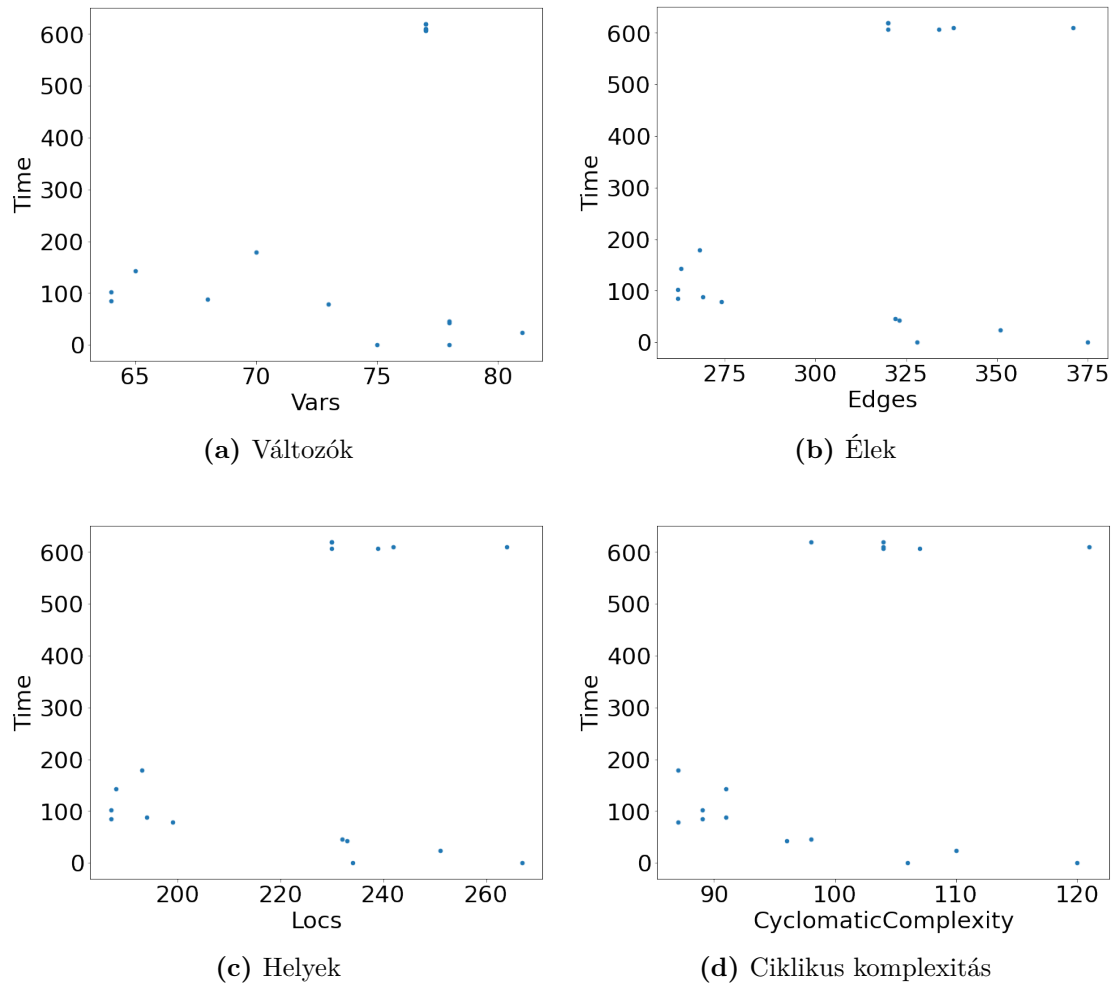 600
500
400
300
200
100
0
Time
65 70 75 80
Vars
(a) Változók
600
500
400
300
200
100
0
Time
275 300 325 350 375
Edges
(b) Élek
600
500
400
300
200
100
0
Time
200 220 240 260
Locs
(c) Helyek
600
500
400
300
200
100
0
Time
90 100 110 120
CyclomaticComplexity
(d) Ciklikus komplexitás